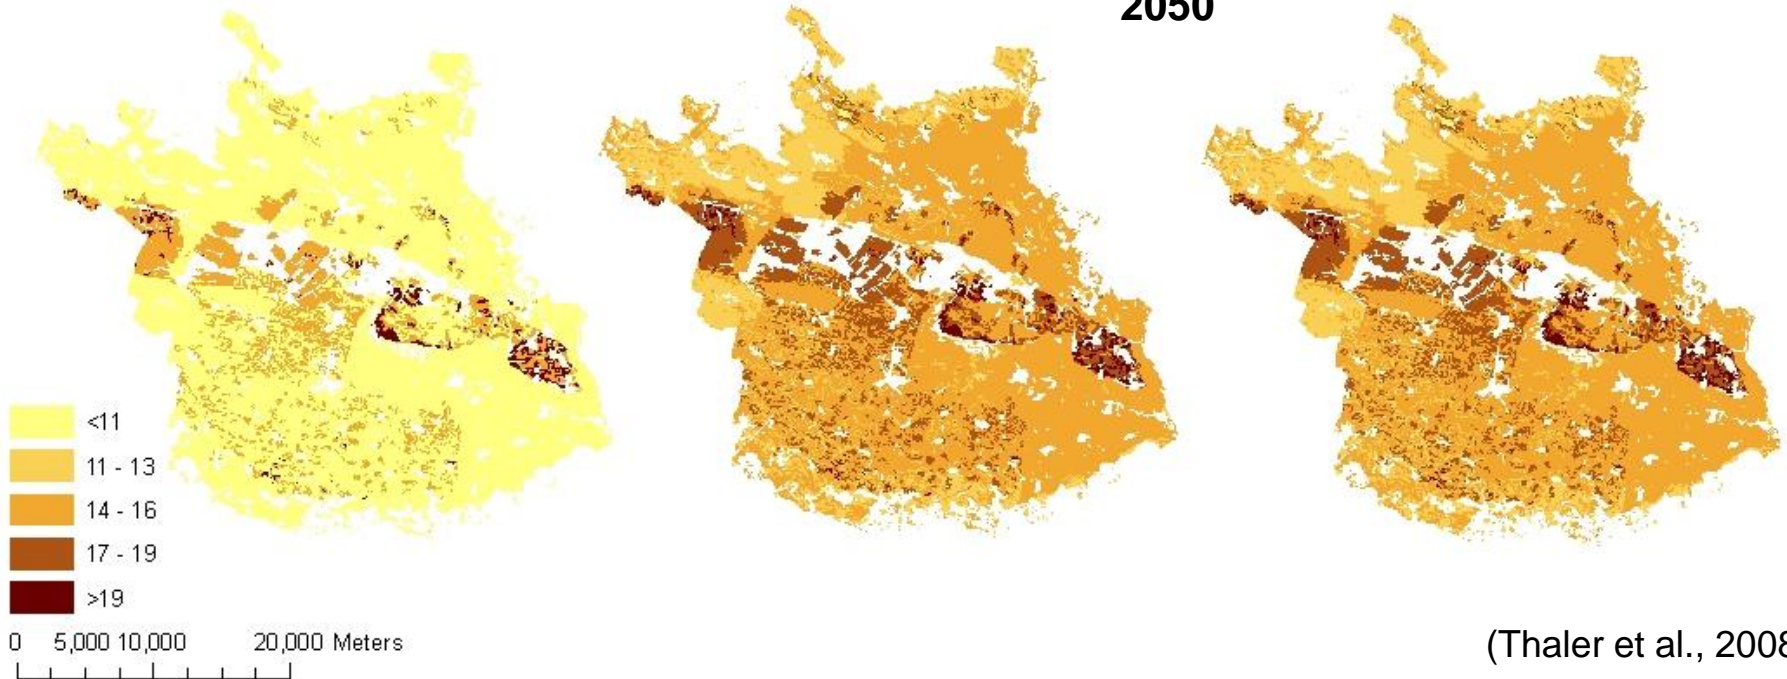 2050
<11
11 - 13
14 - 16
17 - 19
>19
0 5,000 10,000 20,000 Meters
(Thaler et al., 2008